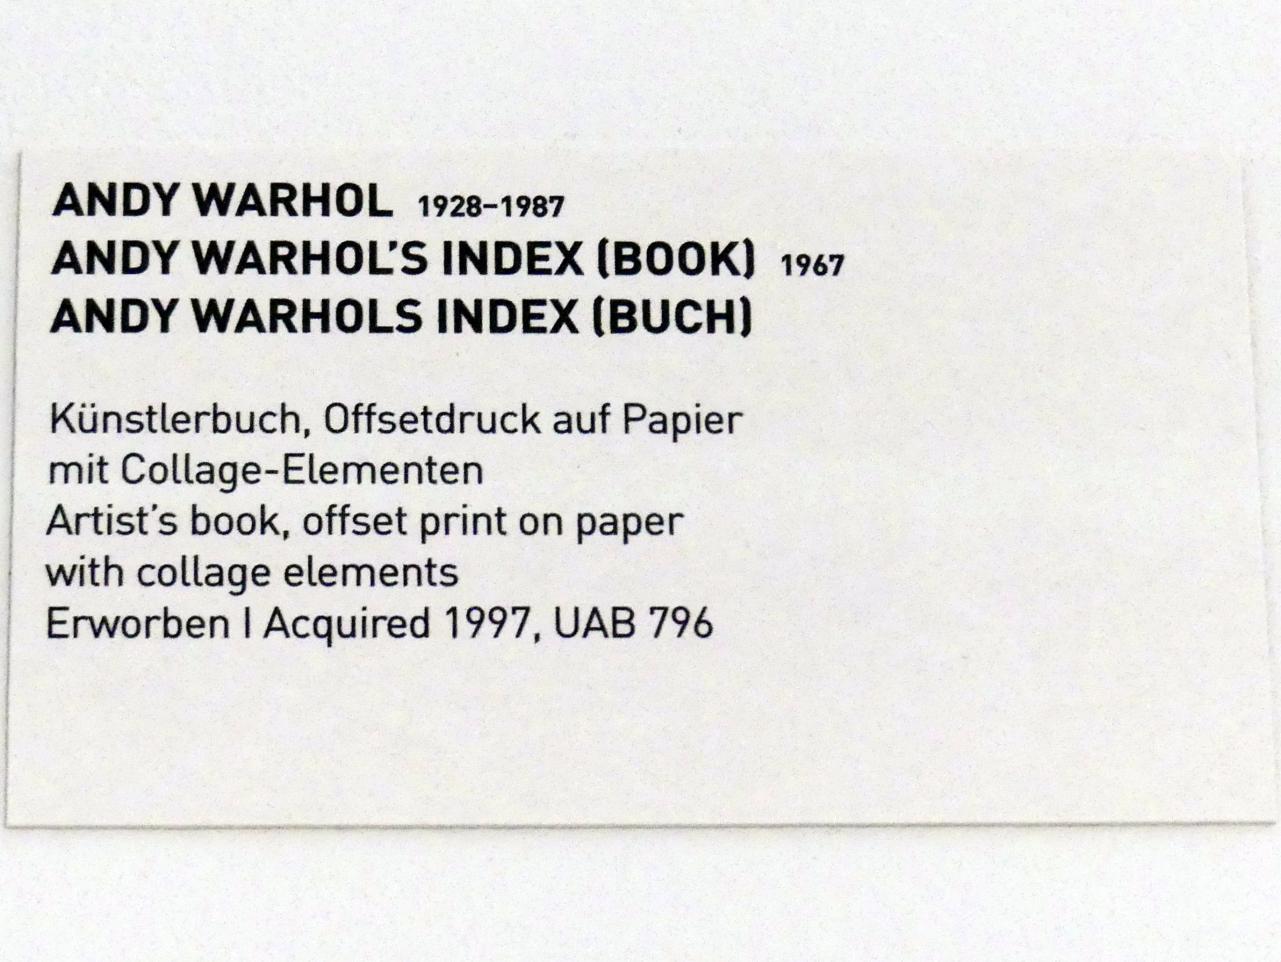 ANDY WARHOL 1928–1987
ANDY WARHOL'S INDEX (BOOK) 1967
ANDY WARHOLS INDEX (BUCH)
Künstlerbuch, Offsetdruck auf Papier
mit Collage-Elementen
Artist's book, offset print on paper
with collage elements
Erworben | Acquired 1997, UAB 796